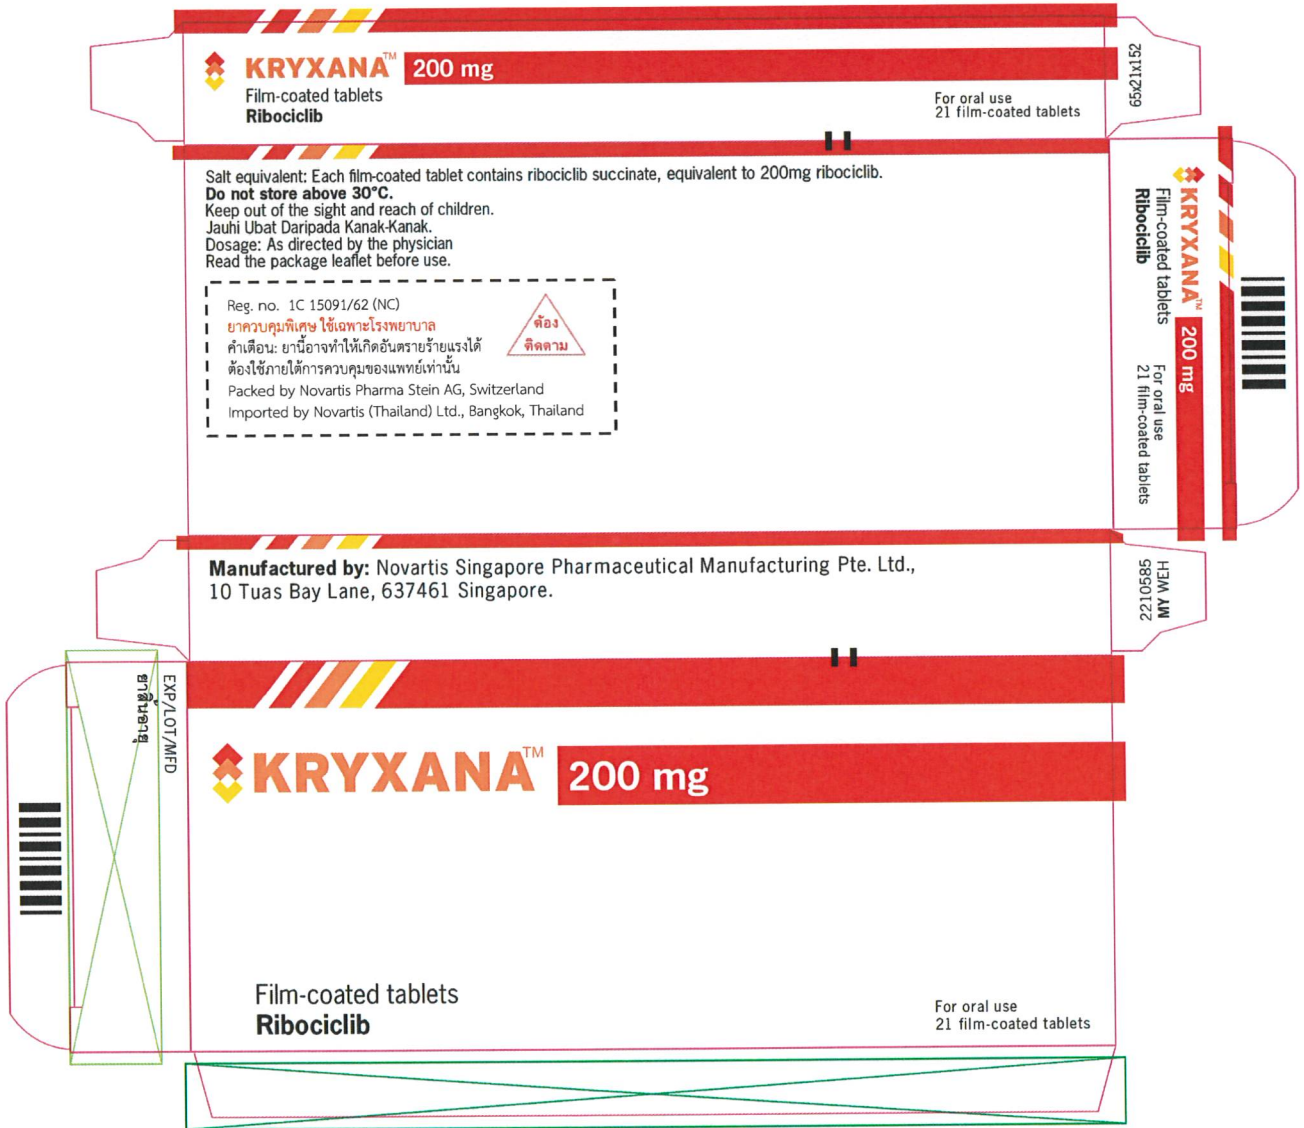 KRYXANA™ 200 mg
Film-coated tablets
Ribociclib
For oral use
21 film-coated tablets
65x21x152
Salt equivalent: Each film-coated tablet contains ribociclib succinate, equivalent to 200mg ribociclib.
Do not store above 30°C.
Keep out of the sight and reach of children.
Jauhi Ubat Daripada Kanak-Kanak.
Dosage: As directed by the physician
Read the package leaflet before use.
Reg. no. 1C 15091/62 (NC)
ยาควบคุมพิเศษ ใช้เฉพาะโรงพยาบาล
คำเตือน: ยานี้อาจทำให้เกิดอันตรายร้ายแรงได้
ต้องใช้ภายใต้การควบคุมของแพทย์เท่านั้น
Packed by Novartis Pharma Stein AG, Switzerland
Imported by Novartis (Thailand) Ltd., Bangkok, Thailand
ต้อง
ติดตาม
KRYXANA™ 200 mg
Film-coated tablets
Ribociclib
For oral use
21 film-coated tablets
Manufactured by: Novartis Singapore Pharmaceutical Manufacturing Pte. Ltd.,
10 Tuas Bay Lane, 637461 Singapore.
MY WEH
2210585
EXP/LOT/MFD
ยาสิ้นอายุ
KRYXANA™ 200 mg
Film-coated tablets
Ribociclib
For oral use
21 film-coated tablets